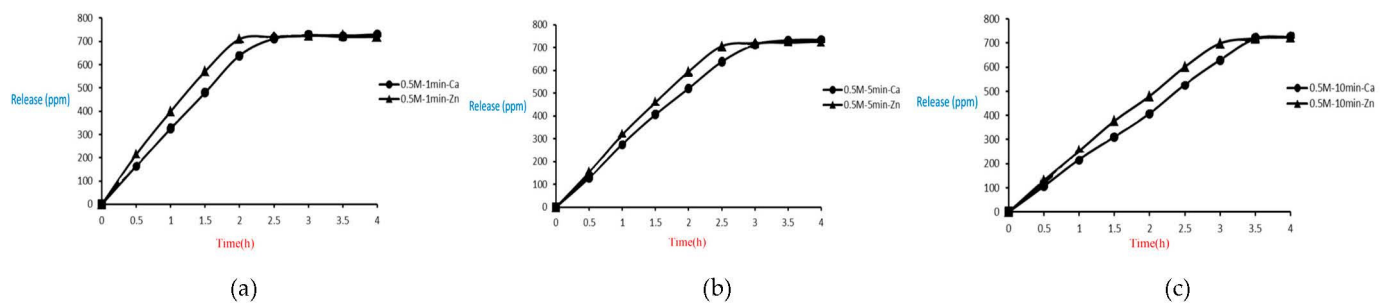 800
700
600
500
400
300
200
100
0
Release (ppm)
0 0.5 1 1.5 2 2.5 3 3.5 4
Time(h)
0.5M-1min-Ca
0.5M-1min-Zn
(a)
800
700
600
500
400
300
200
100
0
Release (ppm)
0 0.5 1 1.5 2 2.5 3 3.5 4
Time(h)
0.5M-5min-Ca
0.5M-5min-Zn
(b)
800
700
600
500
400
300
200
100
0
Release (ppm)
0 0.5 1 1.5 2 2.5 3 3.5 4
Time(h)
0.5M-10min-Ca
0.5M-10min-Zn
(c)